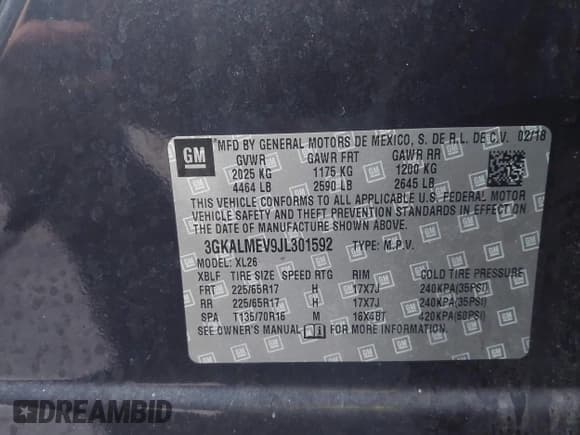 GM
MFD BY GENERAL MOTORS DE MEXICO, S. DE R.L. DE C.V. 02/18
GVWR GAWR FRT GAWR RR
2025 KG 1175 KG 1200 KG
4464 LB 2590 LB 2645 LB
THIS VEHICLE CONFORMS TO ALL APPLICABLE U.S. FEDERAL MOTOR
VEHICLE SAFETY AND THEFT PREVENTION STANDARDS IN EFFECT ON
THE DATE OF MANUFACTURE SHOWN ABOVE.
3GKALMEV9JL301592 TYPE: M.P.V.
MODEL: XL26
XBLF TIRE SIZE SPEED RTG RIM COLD TIRE PRESSURE
FRT 225/65R17 H 17X7J 240KPA(35PSI)
RR 225/65R17 H 17X7J 240KPA(35PSI)
SPA T135/70R16 M 16X4BT 420KPA(60PSI)
SEE OWNER'S MANUAL FOR MORE INFORMATION.
DREAMBID